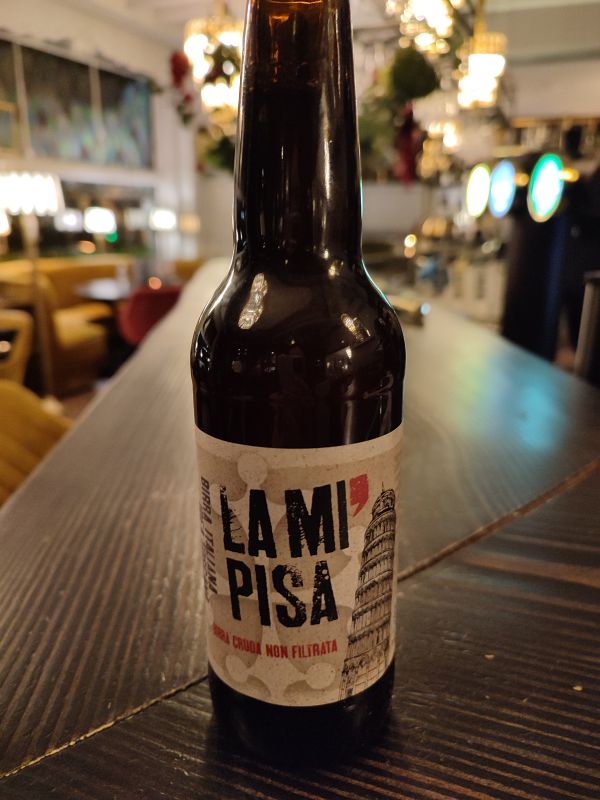 BIRRA ITALIANA
LA MI'
PISA
BIRRA CRUDA NON FILTRATA